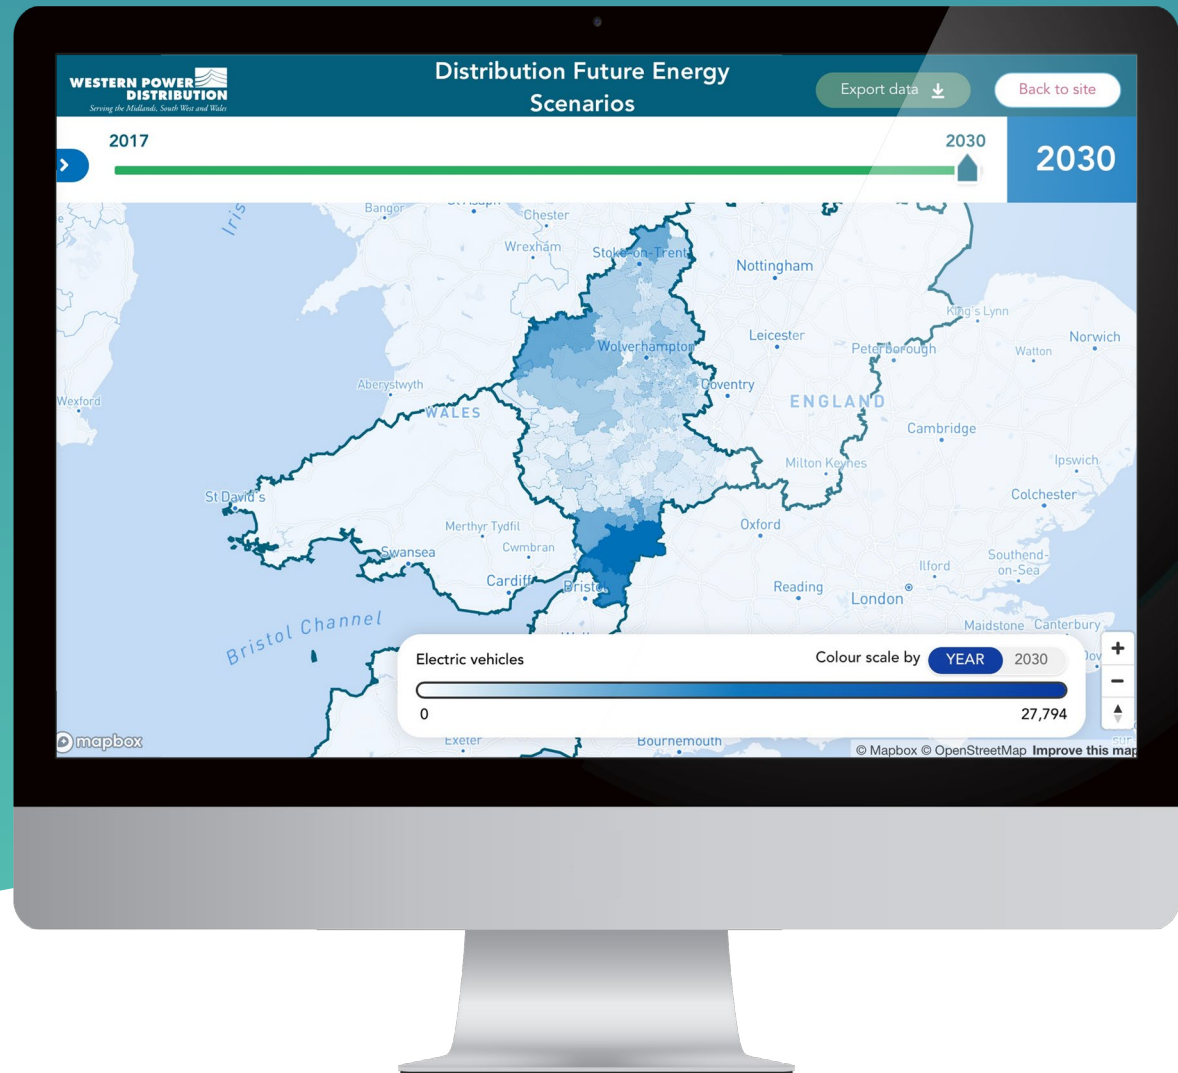 WESTERN POWER
DISTRIBUTION
Serving the Midlands, South West and Wales
Distribution Future Energy
Scenarios
Export data
Back to site
2017
2030
2030
Bangor
St Asaph
Chester
Wrexham
Stoke-on-Trent
Nottingham
King's Lynn
Norwich
Leicester
Peterborough
Watton
Wolverhampton
Aberystwyth
Coventry
Wexford
WALES
ENGLAND
Cambridge
Milton Keynes
Ipswich
St David's
Colchester
Merthyr Tydfil
Oxford
Swansea
Cwmbran
Southend-
on-Sea
Ilford
Cardiff
Bristol
Reading
London
Bristol Channel
Maidstone
Canterbury
Electric vehicles
Colour scale by
YEAR
2030
0
27,794
mapbox
Exeter
Bournemouth
© Mapbox © OpenStreetMap Improve this map